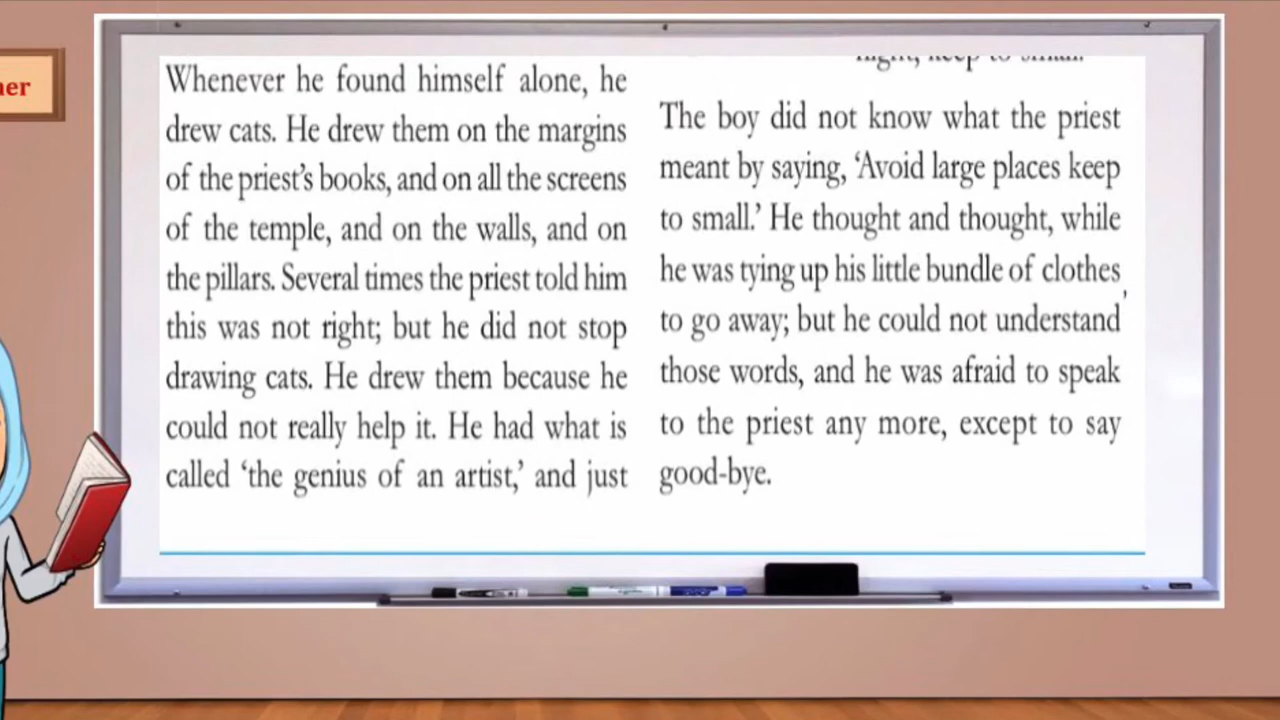 ner
Whenever he found himself alone, he
drew cats. He drew them on the margins
of the priest’s books, and on all the screens
of the temple, and on the walls, and on
the pillars. Several times the priest told him
this was not right; but he did not stop
drawing cats. He drew them because he
could not really help it. He had what is
called ‘the genius of an artist,’ and just
night, keep to small.
The boy did not know what the priest
meant by saying, ‘Avoid large places keep
to small.’ He thought and thought, while
he was tying up his little bundle of clothes
to go away; but he could not understand
those words, and he was afraid to speak
to the priest any more, except to say
good-bye.